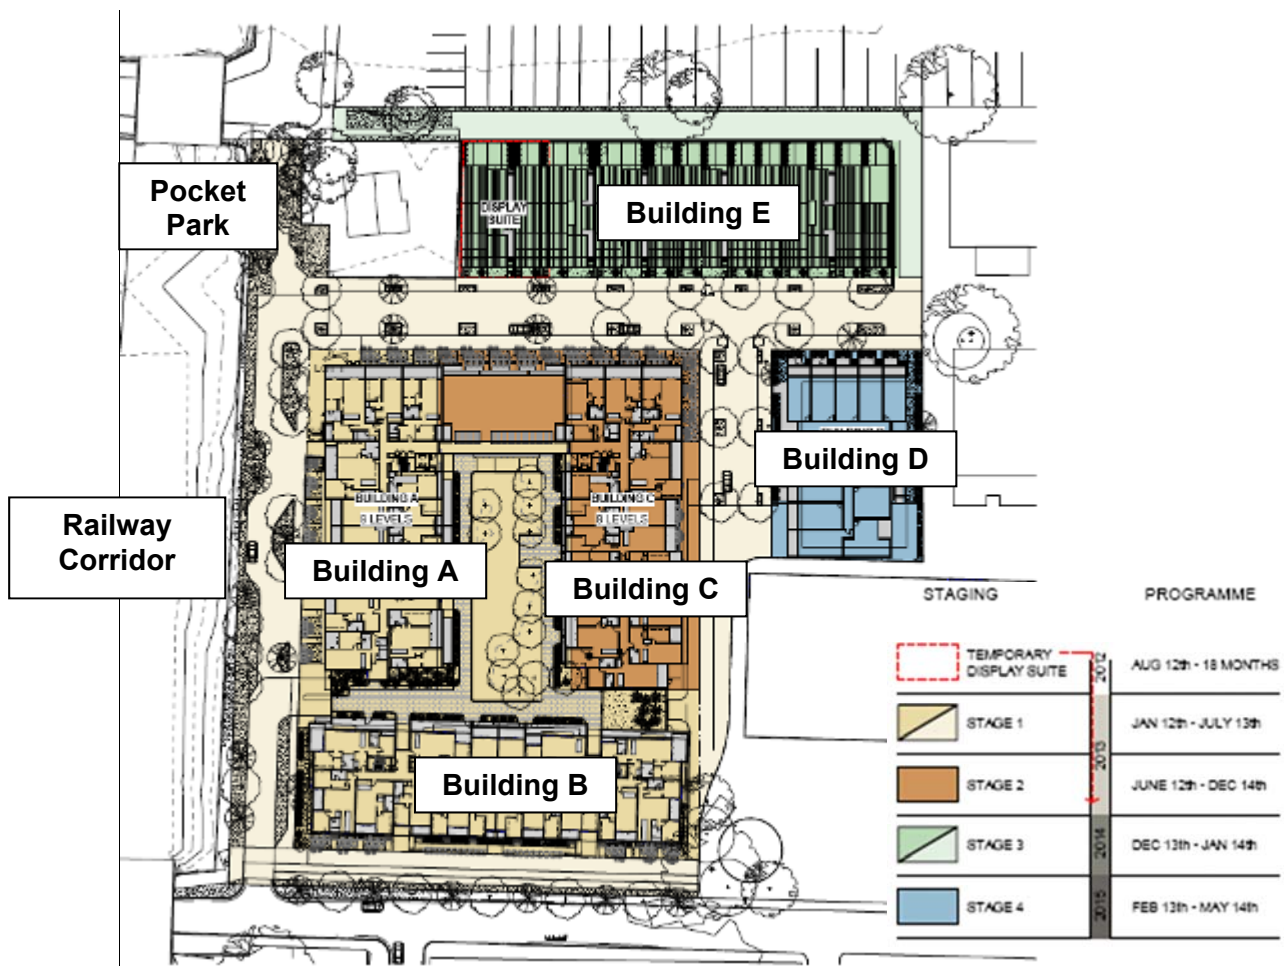 Pocket
Park
DISPLAY
SUITE
Building E
BUILDING A
8 LEVELS
BUILDING C
8 LEVELS
Building D
Railway
Corridor
Building A
Building C
Building B
STAGING
PROGRAMME
TEMPORARY
DISPLAY SUITE
2012
AUG 12th - 18 MONTHS
STAGE 1
2013
JAN 12th - JULY 13th
STAGE 2
JUNE 12th - DEC 14th
STAGE 3
2014
DEC 13th - JAN 14th
STAGE 4
2015
FEB 13th - MAY 14th